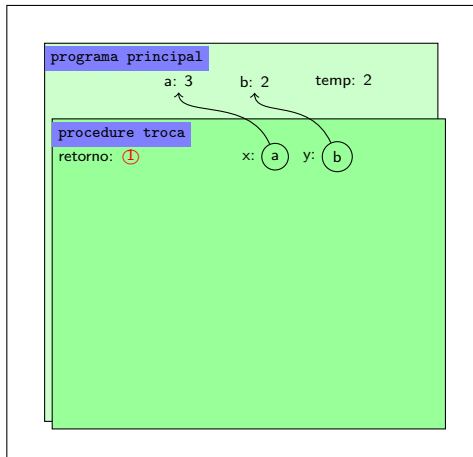 programa principal
a: 3 b: 2 temp: 2
procedure troca
retorno: 1 x: a y: b